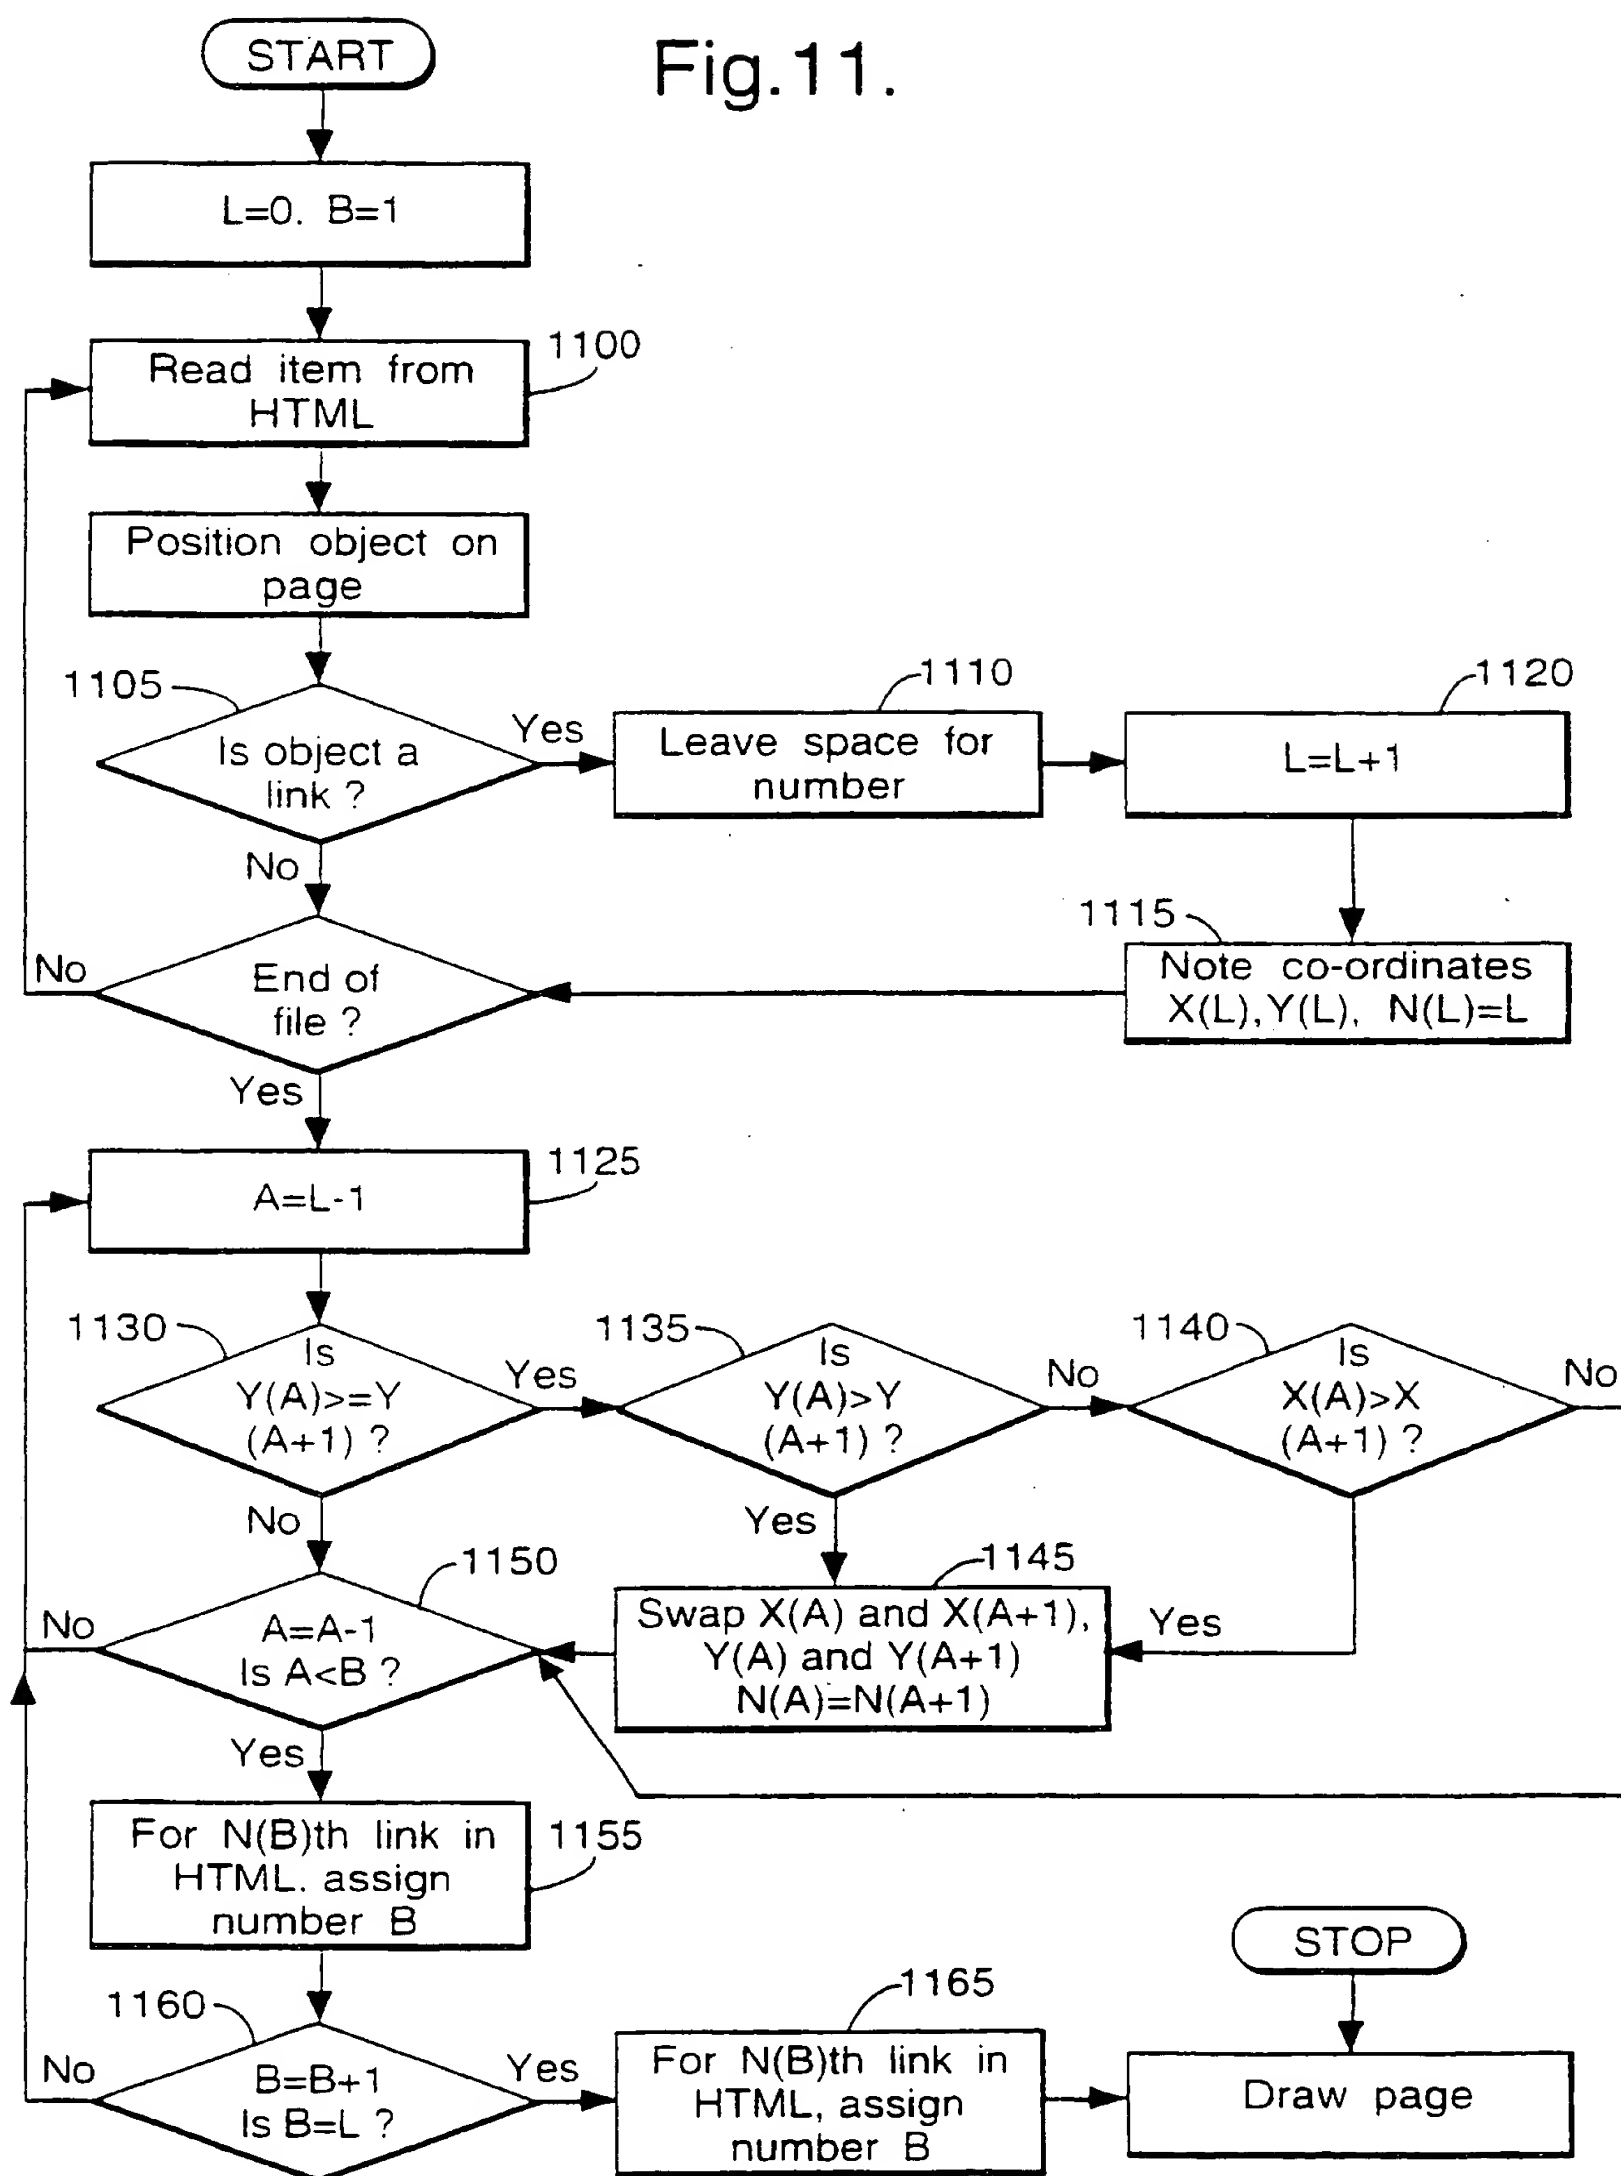 START
Fig.11.
L=0. B=1
1100
Read item from
HTML
Position object on
page
1105
Is object a
link ?
Yes
No
1110
Leave space for
number
1120
L=L+1
1115
Note co-ordinates
X(L),Y(L), N(L)=L
No
End of
file ?
Yes
1125
A=L-1
1130
Is
Y(A)>=Y
(A+1) ?
Yes
No
1135
Is
Y(A)>Y
(A+1) ?
No
Yes
1140
Is
X(A)>X
(A+1) ?
No
Yes
1145
Swap X(A) and X(A+1),
Y(A) and Y(A+1)
N(A)=N(A+1)
1150
No
A=A-1
Is A<B ?
Yes
1155
For N(B)th link in
HTML. assign
number B
1160
No
B=B+1
Is B=L ?
Yes
1165
For N(B)th link in
HTML, assign
number B
STOP
Draw page